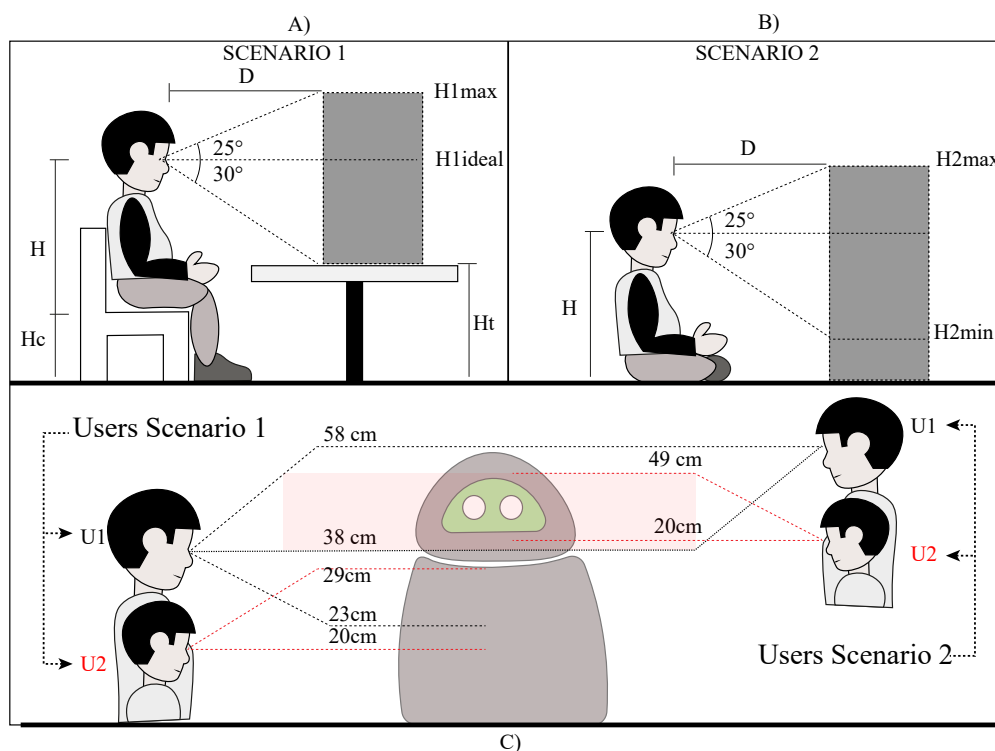 A)
B)
SCENARIO 1
SCENARIO 2
D
H1max
25°
H1ideal
30°
H
Hc
Ht
D
H2max
25°
30°
H
H2min
Users Scenario 1
58 cm
U1
49 cm
U1
38 cm
20cm
29cm
U2
23cm
20cm
U2
Users Scenario 2
C)